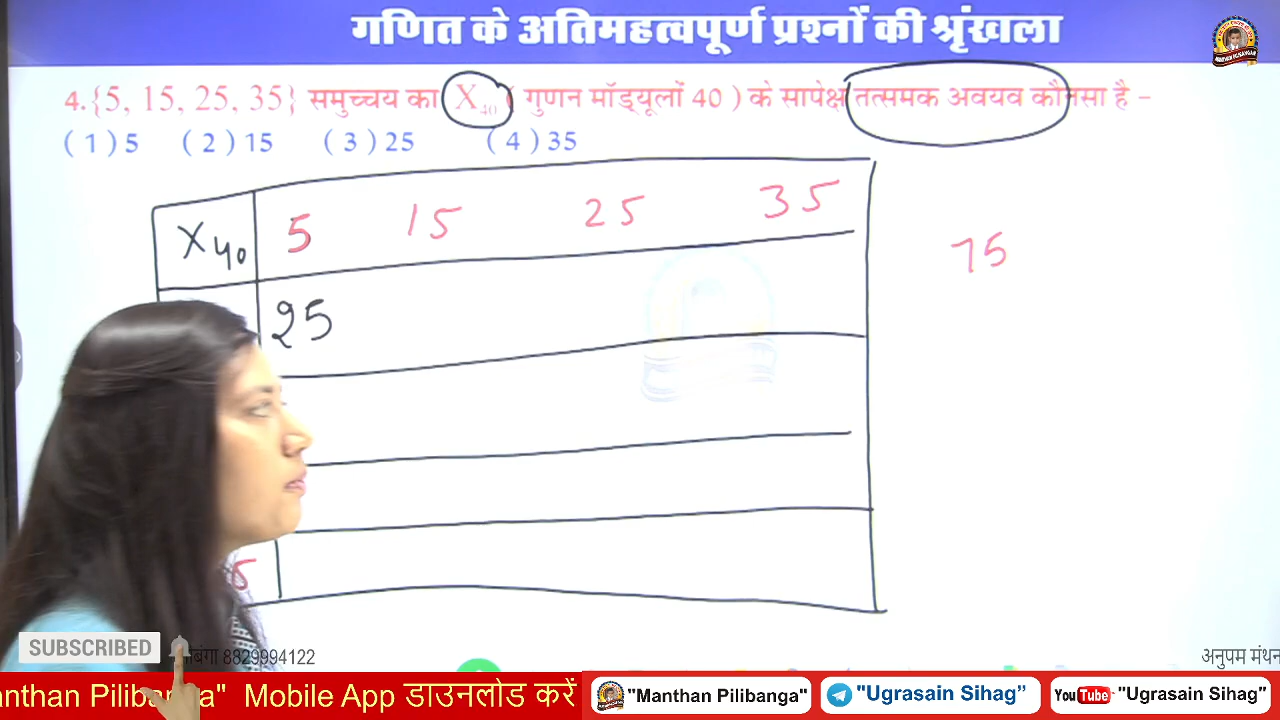 गणित के अतिमहत्वपूर्ण प्रश्नों की श्रृंखला
4.{5, 15, 25, 35} समुच्चय का X40 ( गुणन मॉड्यूलों 40 ) के सापेक्ष तत्समक अवयव कौनसा है -
( 1 ) 5 ( 2 ) 15 ( 3 ) 25 ( 4 ) 35
X40 5 15 25 35
75
25
5
SUBSCRIBED
8829994122
अनुपम मंथन
anthan Pilibanga" Mobile App डाउनलोड करें
"Manthan Pilibanga"
"Ugrasain Sihag"
YouTube -"Ugrasain Sihag"